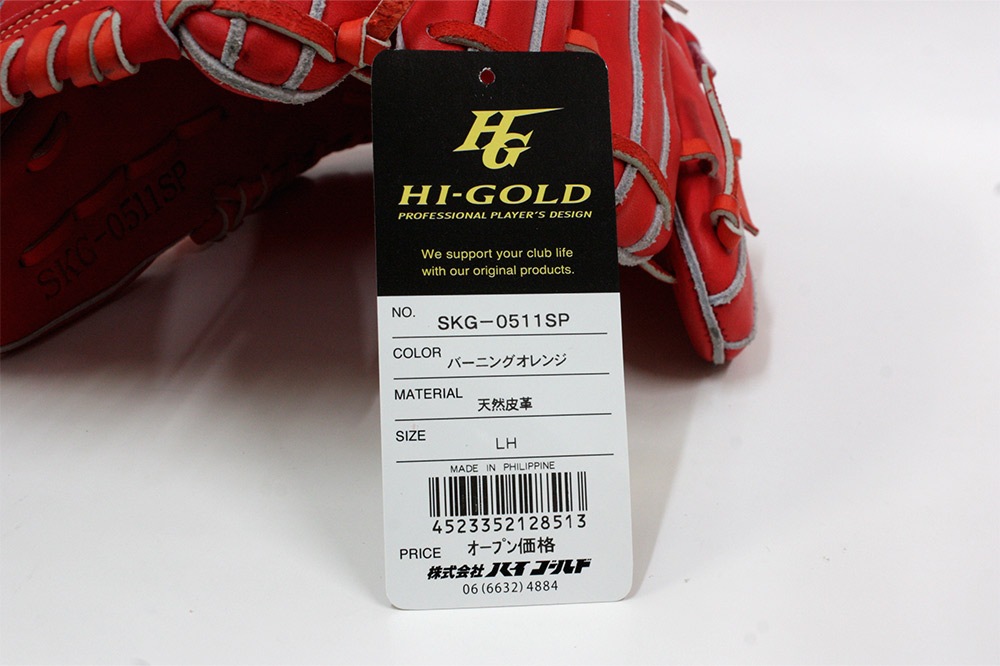 SKG-0511SP
HG
HI-GOLD
PROFESSIONAL PLAYER'S DESIGN
We support your club life
with our original products.
NO. SKG-0511SP
COLOR バーニングオレンジ
MATERIAL 天然皮革
SIZE LH
MADE IN PHILIPPINE
4523352128513
PRICE オープン価格
株式会社ハイゴールド
06(6632)4884